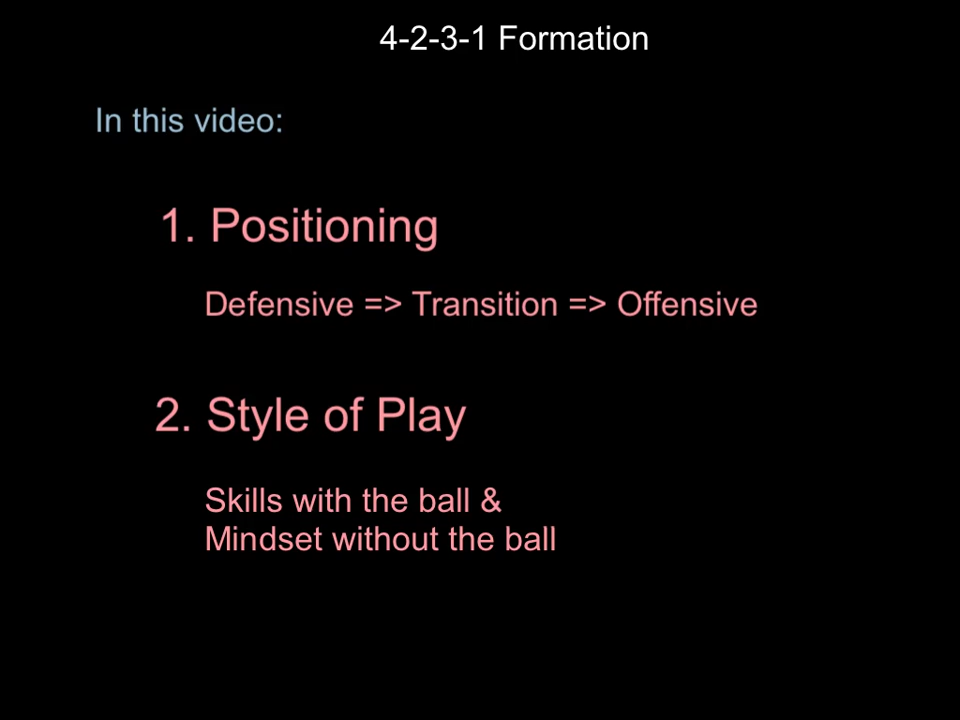 4-2-3-1 Formation
In this video:
1. Positioning
Defensive => Transition => Offensive
2. Style of Play
Skills with the ball &
Mindset without the ball